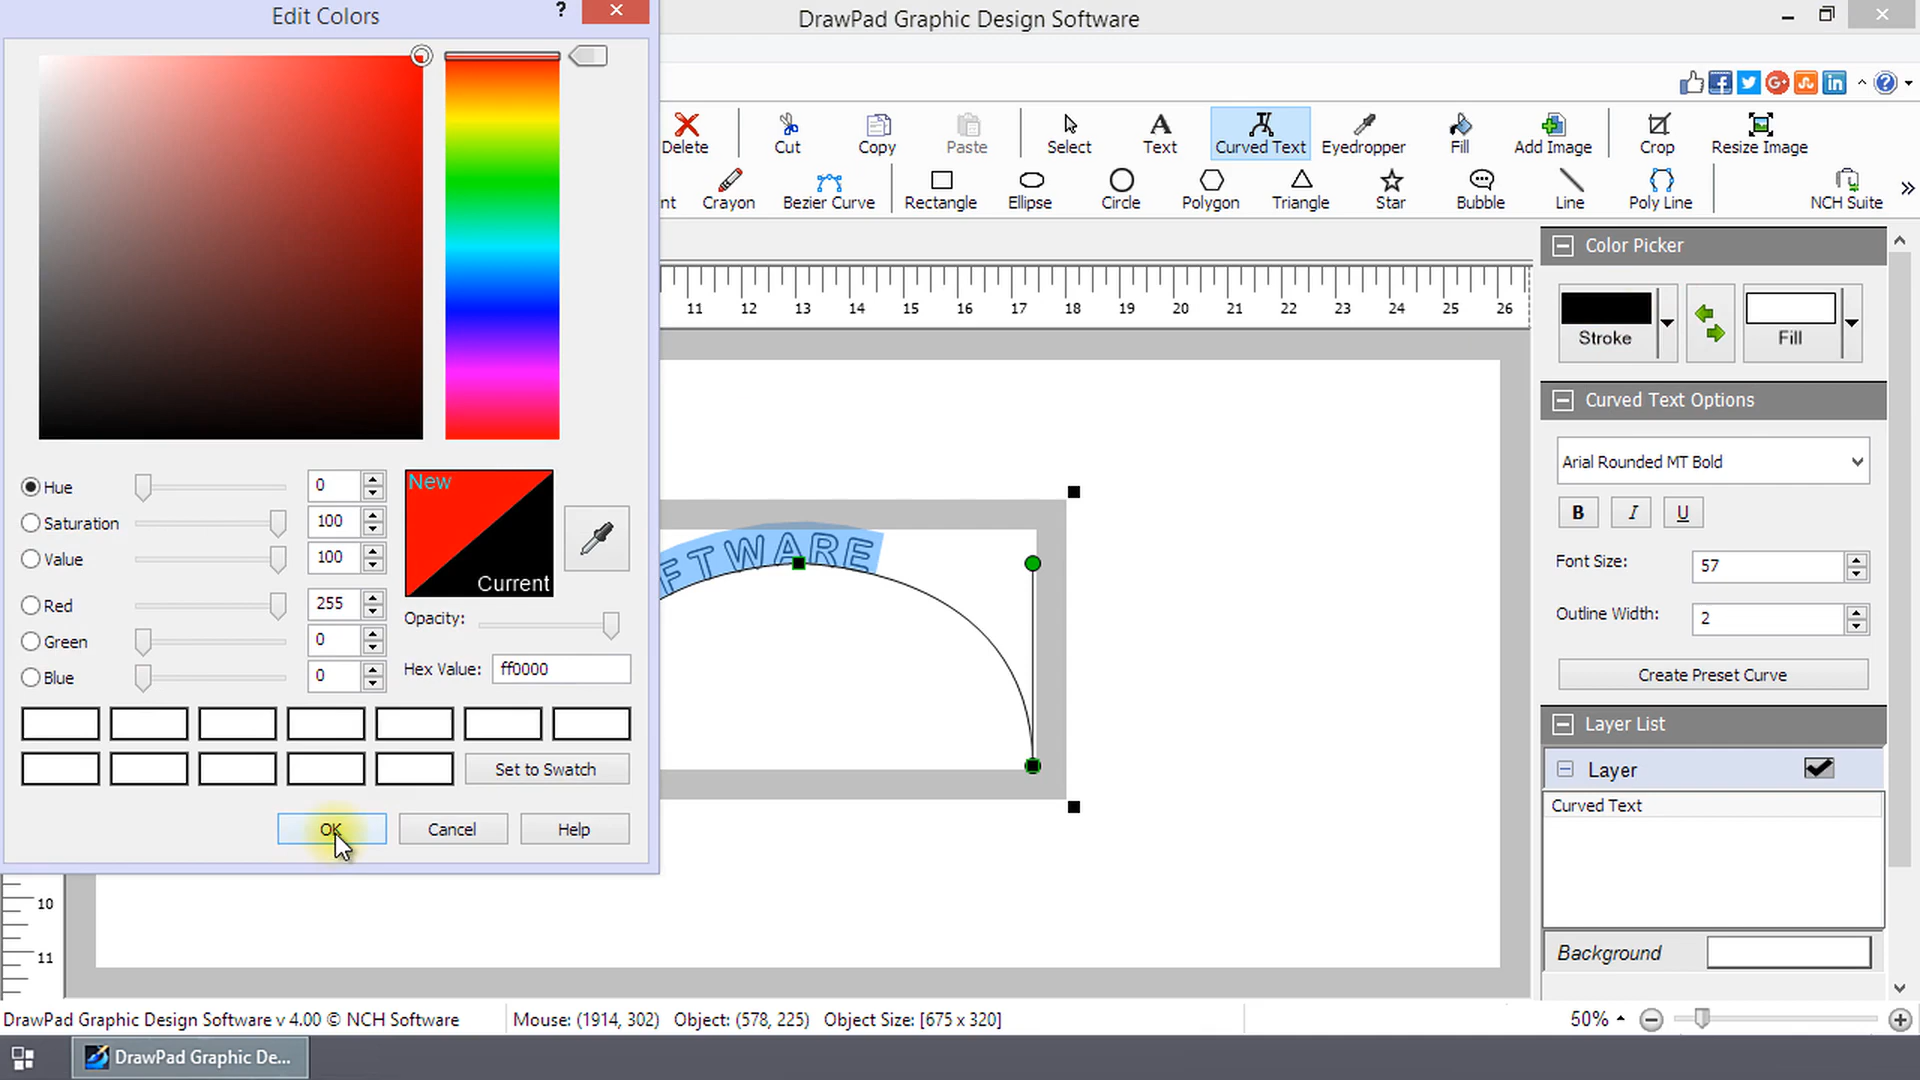 Edit Colors
?
DrawPad Graphic Design Software
Delete
Cut
Copy
Paste
Select
Text
Curved Text
Eyedropper
Fill
Add Image
Crop
Resize Image
nt
Crayon
Bezier Curve
Rectangle
Ellipse
Circle
Polygon
Triangle
Star
Bubble
Line
Poly Line
NCH Suite
»
Color Picker
Stroke
Fill
11 12 13 14 15 16 17 18 19 20 21 22 23 24 25 26
Curved Text Options
Arial Rounded MT Bold
B I U
Font Size: 57
Outline Width: 2
Create Preset Curve
Layer List
Layer
Curved Text
Background
FTWARE
Hue 0
Saturation 100
Value 100
Red 255
Green 0
Blue 0
New
Current
Opacity:
Hex Value: ff0000
Set to Swatch
OK
Cancel
Help
10
11
DrawPad Graphic Design Software v 4.00 © NCH Software
Mouse: (1914, 302) Object: (578, 225) Object Size: [675 x 320]
50%
DrawPad Graphic De...